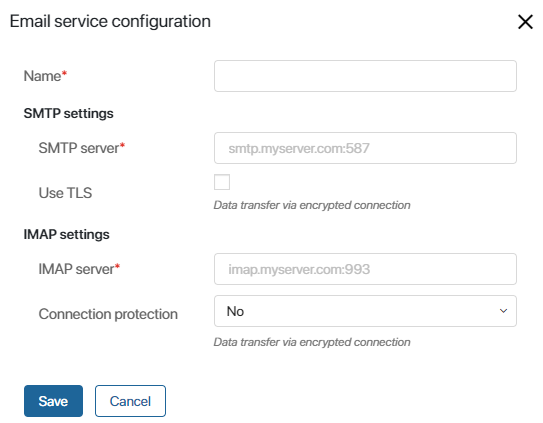 Email service configuration
Name*
SMTP settings
SMTP server* smtp.myserver.com:587
Use TLS
Data transfer via encrypted connection
IMAP settings
IMAP server* imap.myserver.com:993
Connection protection No
Data transfer via encrypted connection
Save Cancel